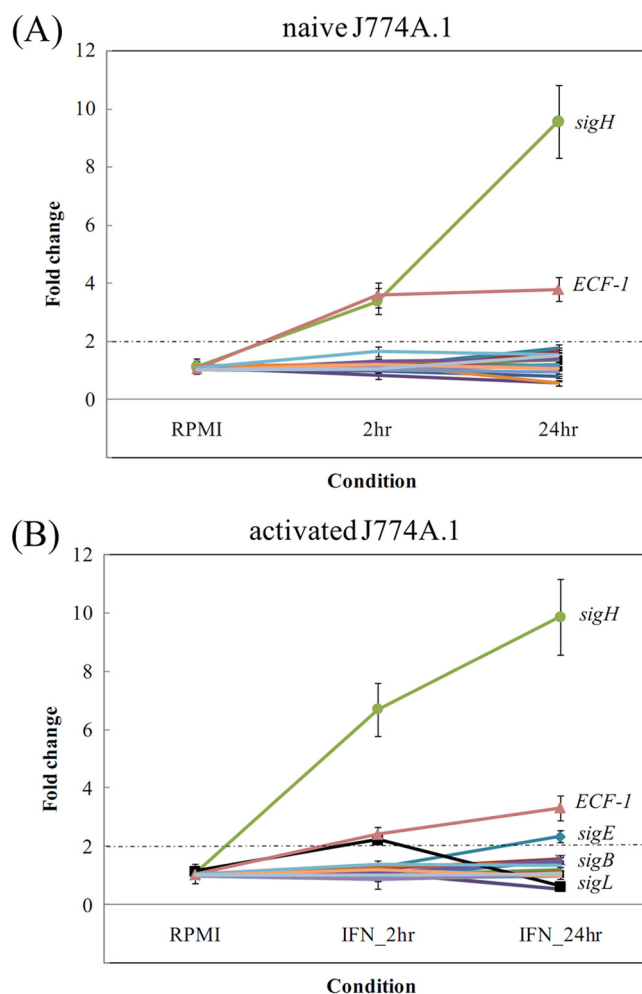 (A)
naive J774A.1
12
10
8
6
4
2
0
Fold change
sigH
ECF-1
RPMI 2hr 24hr
Condition
(B)
activated J774A.1
12
10
8
6
4
2
0
Fold change
sigH
ECF-1
sigE
sigB
sigL
RPMI IFN_2hr IFN_24hr
Condition